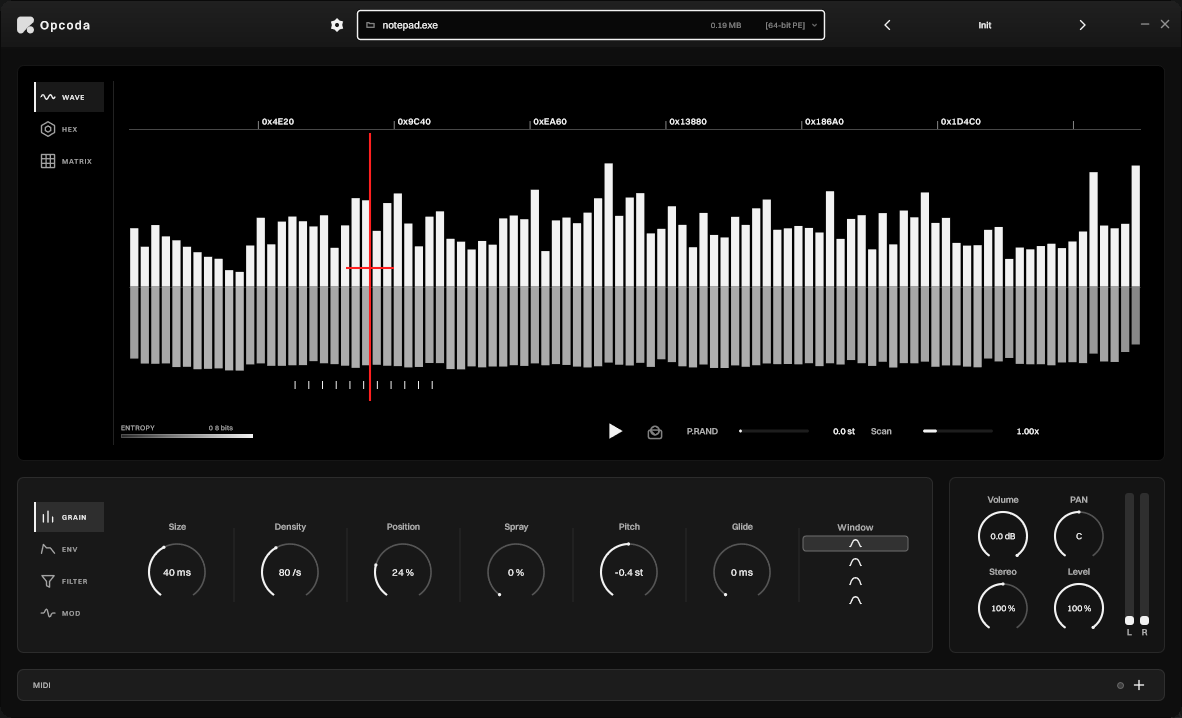 Opcoda
notepad.exe 0.19 MB [64-bit PE]
Init
WAVE
HEX
MATRIX
0x4E20 0x9C40 0xEA60 0x13880 0x186A0 0x1D4C0
ENTROPY 0 8 bits
P.RAND 0.0 st Scan 1.00x
GRAIN
ENV
FILTER
MOD
Size Density Position Spray Pitch Glide Window
40 ms 80 /s 24 % 0 % -0.4 st 0 ms
Volume PAN
0.0 dB C
Stereo Level
100 % 100 %
L R
MIDI